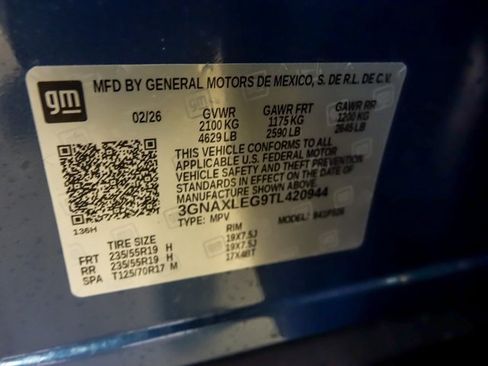 gm
MFD BY GENERAL MOTORS DE MEXICO, S. DE R.L. DE C.V.
02/26 GVWR GAWR FRT GAWR RR
2100 KG 1175 KG 1200 KG
4629 LB 2590 LB 2645 LB
THIS VEHICLE CONFORMS TO ALL
APPLICABLE U.S. FEDERAL MOTOR
VEHICLE SAFETY AND THEFT PREVENTION
STANDARDS IN EFFECT ON THE DATE OF
MANUFACTURE SHOWN ABOVE.
3GNAXLEG9TL420944
TYPE: MPV MODEL:
136H
TIRE SIZE RIM
FRT 235/55R19 H 19X7.5J
RR 235/55R19 H 19X7.5J
SPA T125/70R17 M 17X4BT